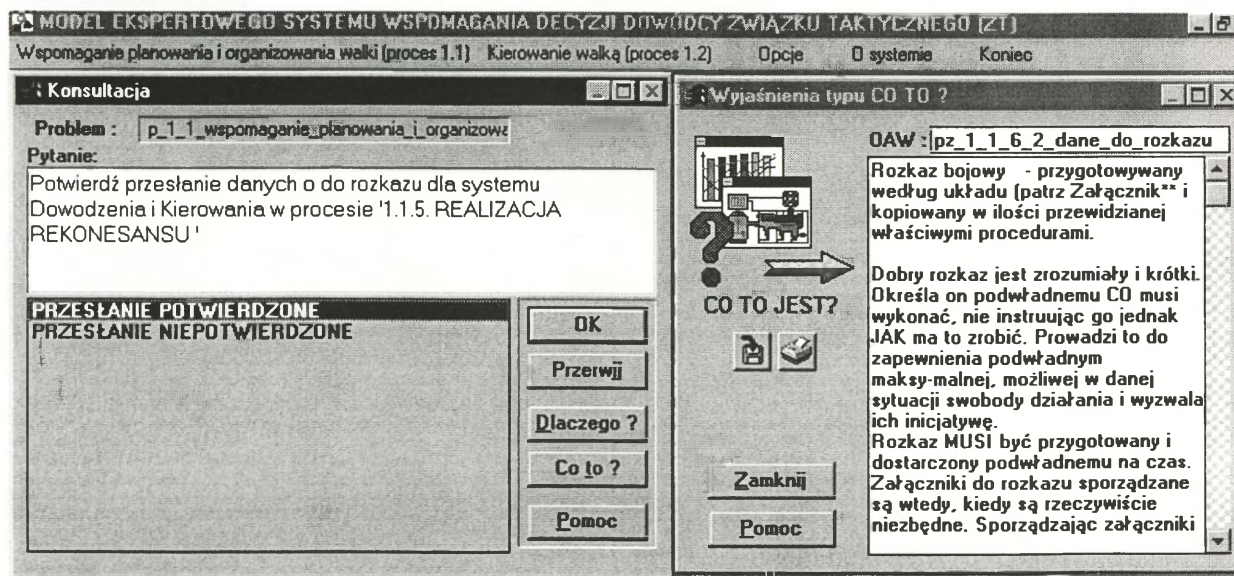 MODEL EKSPERTOWEGO SYSTEMU WSPOMAGANIA DECYZJI DOWÓDCY ZWIĄZKU TAKTYCZNEGO (ZT)
Wspomaganie planowania i organizowania walki (proces 1.1) Kierowanie walką (proces 1.2) Opcje O systemie Koniec
Konsultacja
Problem : p_1_1_wspomaganie_planowania_i_organizowa
Pytanie:
Potwierdź przesłanie danych o do rozkazu dla systemu
Dowodzenia i Kierowania w procesie '1.1.5. REALIZACJA
REKONESANSU '
PRZESŁANIE POTWIERDZONE
PRZESŁANIE NIEPOTWIERDZONE
OK
Przerwij
Dlaczego ?
Co to ?
Pomoc
Wyjaśnienia typu CO TO ?
CO TO JEST?
Zamknij
Pomoc
OAW : pz_1_1_6_2_dane_do_rozkazu
Rozkaz bojowy - przygotowywany
według układu (patrz Załącznik** i
kopiowany w ilości przewidzianej
właściwymi procedurami.
Dobry rozkaz jest zrozumiały i krótki.
Określa on podwładnemu CO musi
wykonać, nie instruując go jednak
JAK ma to zrobić. Prowadzi to do
zapewnienia podwładnym
maksy-malnej, możliwej w danej
sytuacji swobody działania i wyzwala
ich inicjatywę.
Rozkaz MUSI być przygotowany i
dostarczony podwładnemu na czas.
Załączniki do rozkazu sporządzane
są wtedy, kiedy są rzeczywiście
niezbędne. Sporządzając załączniki